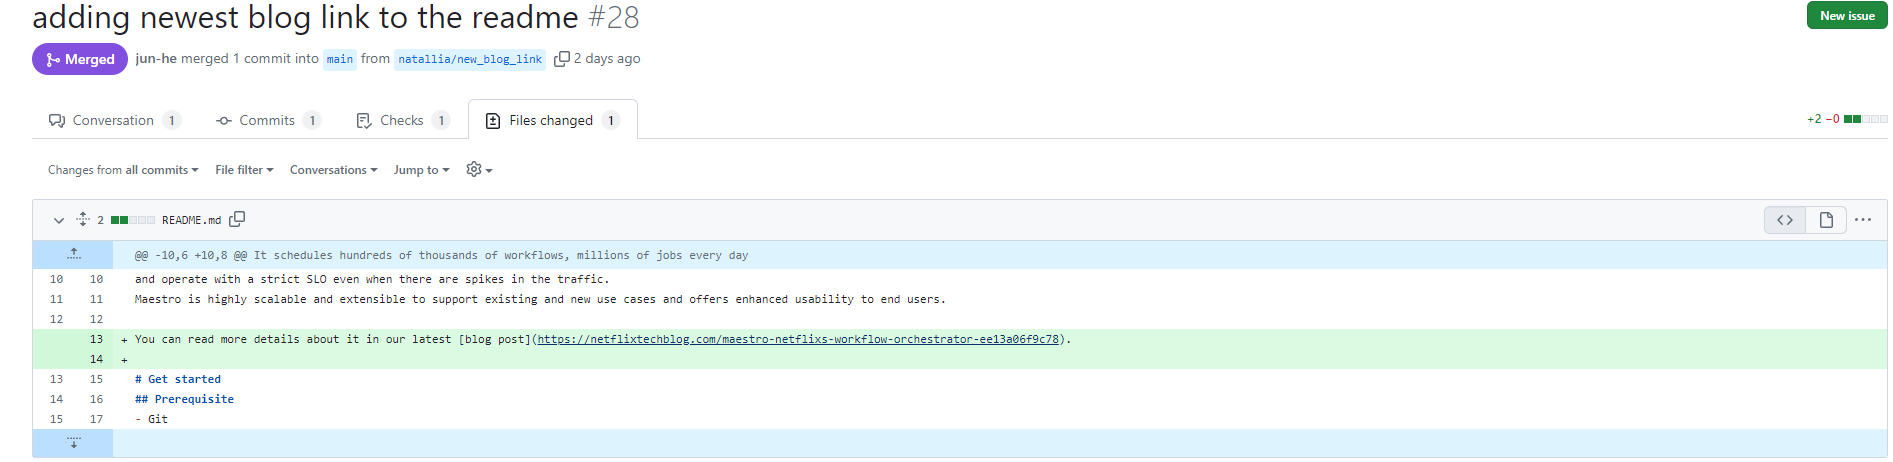 adding newest blog link to the readme #28
New issue
Merged jun-he merged 1 commit into main from natallia/new_blog_link 2 days ago
Conversation 1 Commits 1 Checks 1 Files changed 1
+2 −0
Changes from all commits File filter Conversations Jump to
2 README.md
@@ -10,6 +10,8 @@ It schedules hundreds of thousands of workflows, millions of jobs every day
10 10 and operate with a strict SLO even when there are spikes in the traffic.
11 11 Maestro is highly scalable and extensible to support existing and new use cases and offers enhanced usability to end users.
12 12
13 + You can read more details about it in our latest [blog post](https://netflixtechblog.com/maestro-netflixs-workflow-orchestrator-ee13a06f9c78).
14 +
13 15 # Get started
14 16 ## Prerequisite
15 17 - Git